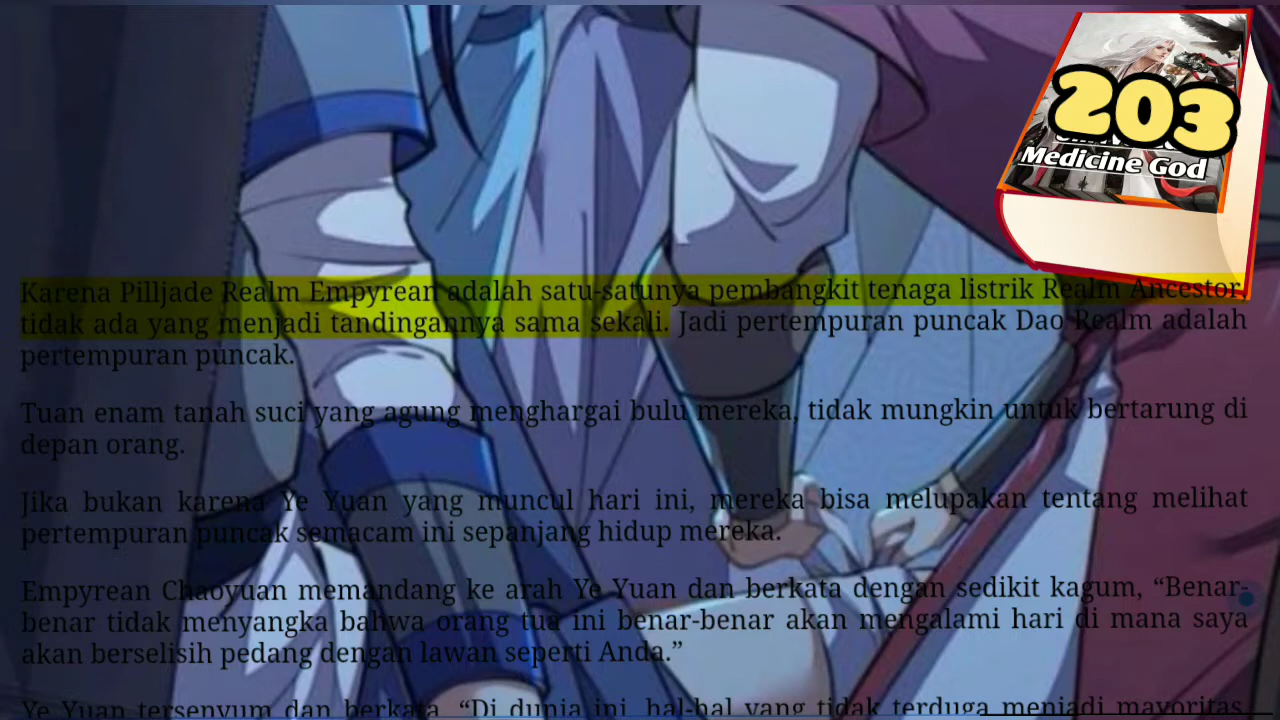 203
Medicine God
Karena Pilljade Realm Empyrean adalah satu-satunya pembangkit tenaga listrik Realm Ancestor,
tidak ada yang menjadi tandingannya sama sekali. Jadi pertempuran puncak Dao Realm adalah
pertempuran puncak.
Tuan enam tanah suci yang agung menghargai bulu mereka, tidak mungkin untuk bertarung di
depan orang.
Jika bukan karena Ye Yuan yang muncul hari ini, mereka bisa melupakan tentang melihat
pertempuran puncak semacam ini sepanjang hidup mereka.
Empyrean Chaoyuan memandang ke arah Ye Yuan dan berkata dengan sedikit kagum, “Benar-
benar tidak menyangka bahwa orang tua ini benar-benar akan mengalami hari di mana saya
akan berselisih pedang dengan lawan seperti Anda.”
Ye Yuan tersenyum dan berkata, “Di dunia ini, hal-hal yang tidak terduga menjadi mayoritas.